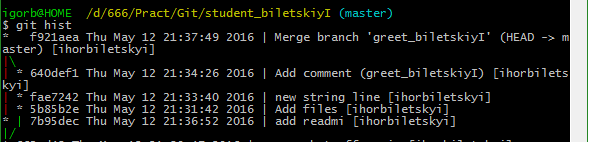 igorb@HOME /d/666/Pract/Git/student_biletskiyI (master)
$ git hist
*   f921aea Thu May 12 21:37:49 2016 | Merge branch 'greet_biletskiyI' (HEAD -> m
aster) [ihorbiletskyi]
|\
| * 640def1 Thu May 12 21:34:26 2016 | Add comment (greet_biletskiyI) [ihorbilets
kyi]
| * fae7242 Thu May 12 21:33:40 2016 | new string line [ihorbiletskyi]
| * 5b85b2e Thu May 12 21:31:42 2016 | Add files [ihorbiletskyi]
* | 7b95dec Thu May 12 21:36:52 2016 | add readmi [ihorbiletskyi]
|/